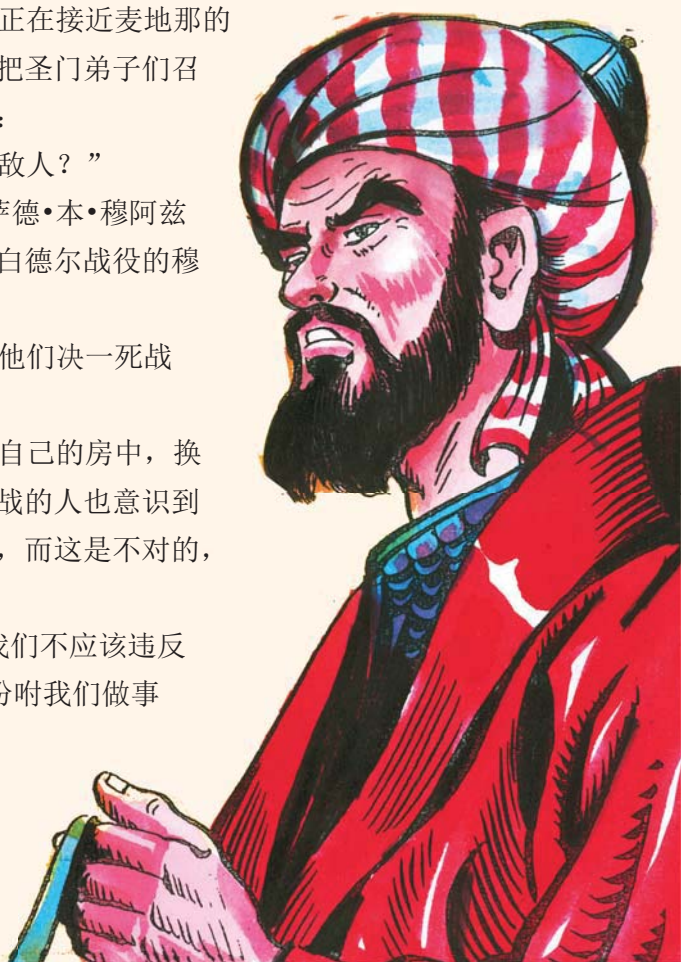 正在接近麦地那的
把圣门弟子们召
：
敌人？”
萨德•本•穆阿兹
白德尔战役的穆
他们决一死战
自己的房中，换
战的人也意识到
，而这是不对的，
我们不应该违反
吩咐我们做事